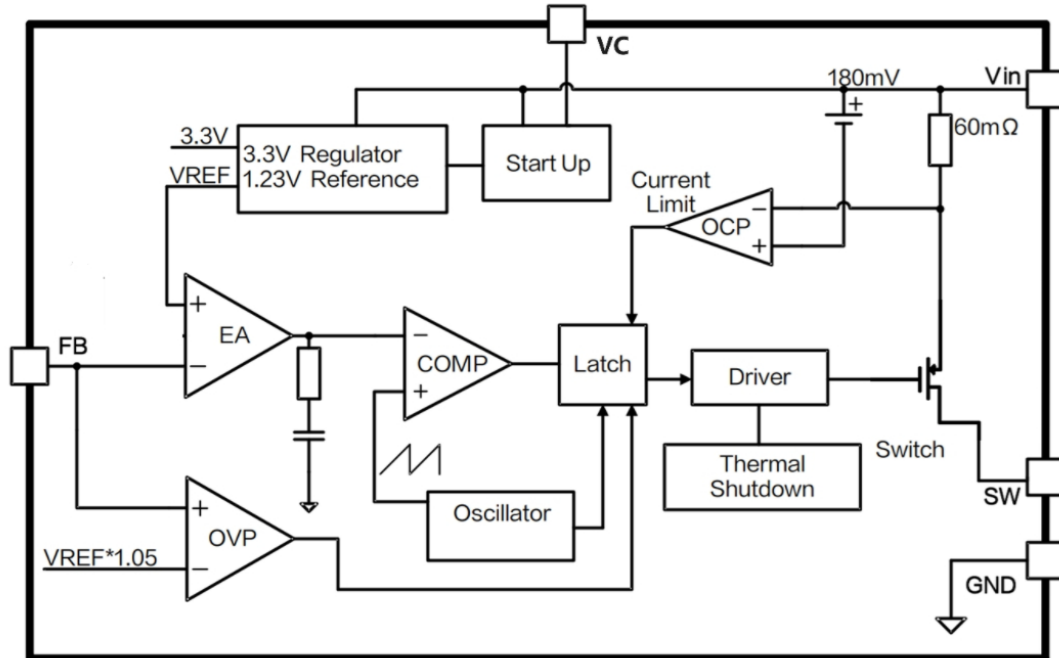 VC
180mV
Vin
+
60mΩ
3.3V
3.3V Regulator
VREF
1.23V Reference
Start Up
Current
Limit
OCP
−
+
+
EA
−
FB
−
COMP
+
Latch
Driver
Thermal
Shutdown
Switch
SW
Oscillator
+
OVP
VREF*1.05
−
GND